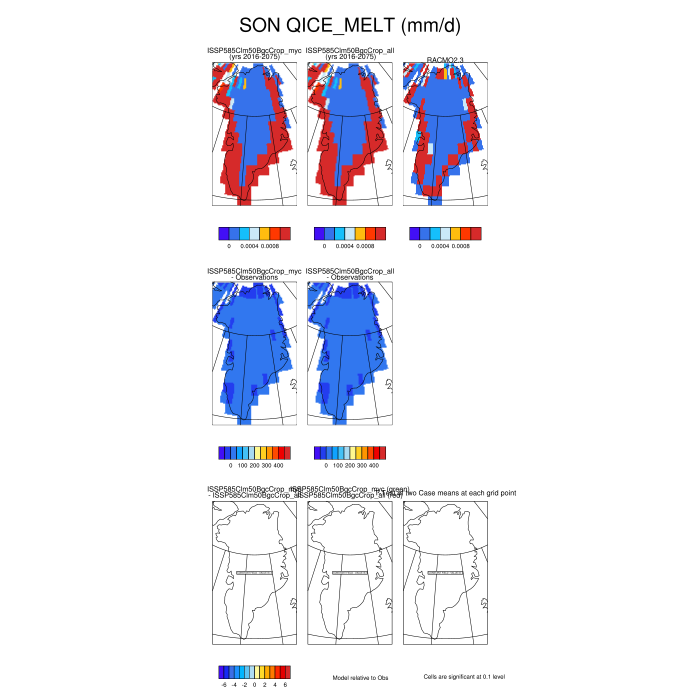 SON QICE_MELT (mm/d)
ISSP585Clm50BgcCrop_myc ISSP585Clm50BgcCrop_all
(yrs 2016-2075) (yrs 2016-2075) RACMO2.3
0 0.0004 0.0008 0 0.0004 0.0008 0 0.0004 0.0008
ISSP585Clm50BgcCrop_myc ISSP585Clm50BgcCrop_all
- Observations - Observations
0 100 200 300 400 0 100 200 300 400
ISSP585Clm50BgcCrop_myc (green) two Case means at each grid point
- ISSP585Clm50BgcCrop_all ISSP585Clm50BgcCrop_all (red)
-6 -4 -2 0 2 4 6
Model relative to Obs
Cells are significant at 0.1 level